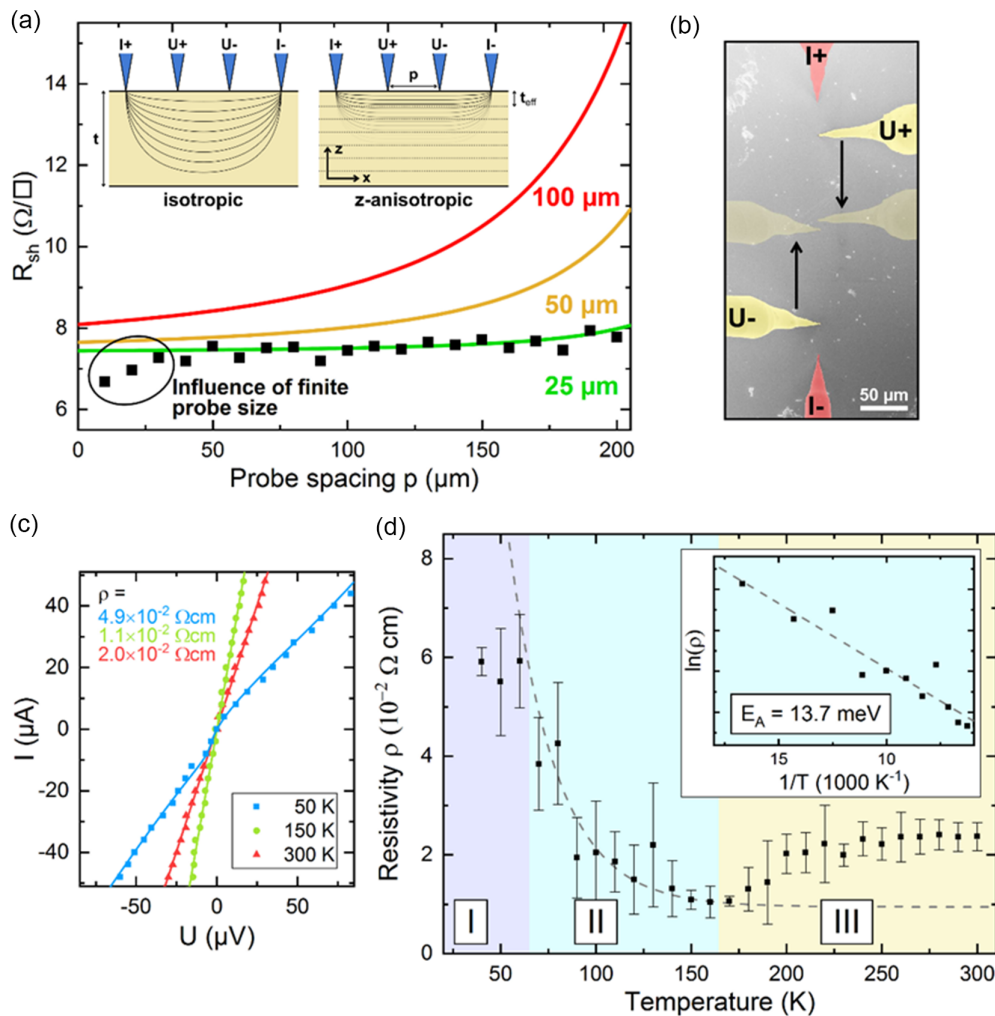 (a)
I+ U+ U- I-
I+ U+ U- I-
p
t
t_eff
z
x
isotropic
z-anisotropic
100 µm
50 µm
25 µm
Influence of finite
probe size
R_sh (Ω/□)
14
12
10
8
6
0 50 100 150 200
Probe spacing p (µm)
(b)
I+
U+
U-
I-
50 µm
(c)
ρ =
4.9×10⁻² Ωcm
1.1×10⁻² Ωcm
2.0×10⁻² Ωcm
I (µA)
40
20
0
-20
-40
50 K
150 K
300 K
-50 0 50
U (µV)
(d)
Resistivity ρ (10⁻² Ω cm)
8
6
4
2
0
I
II
III
50 100 150 200 250 300
Temperature (K)
ln(ρ)
E_A = 13.7 meV
15 10
1/T (1000 K⁻¹)